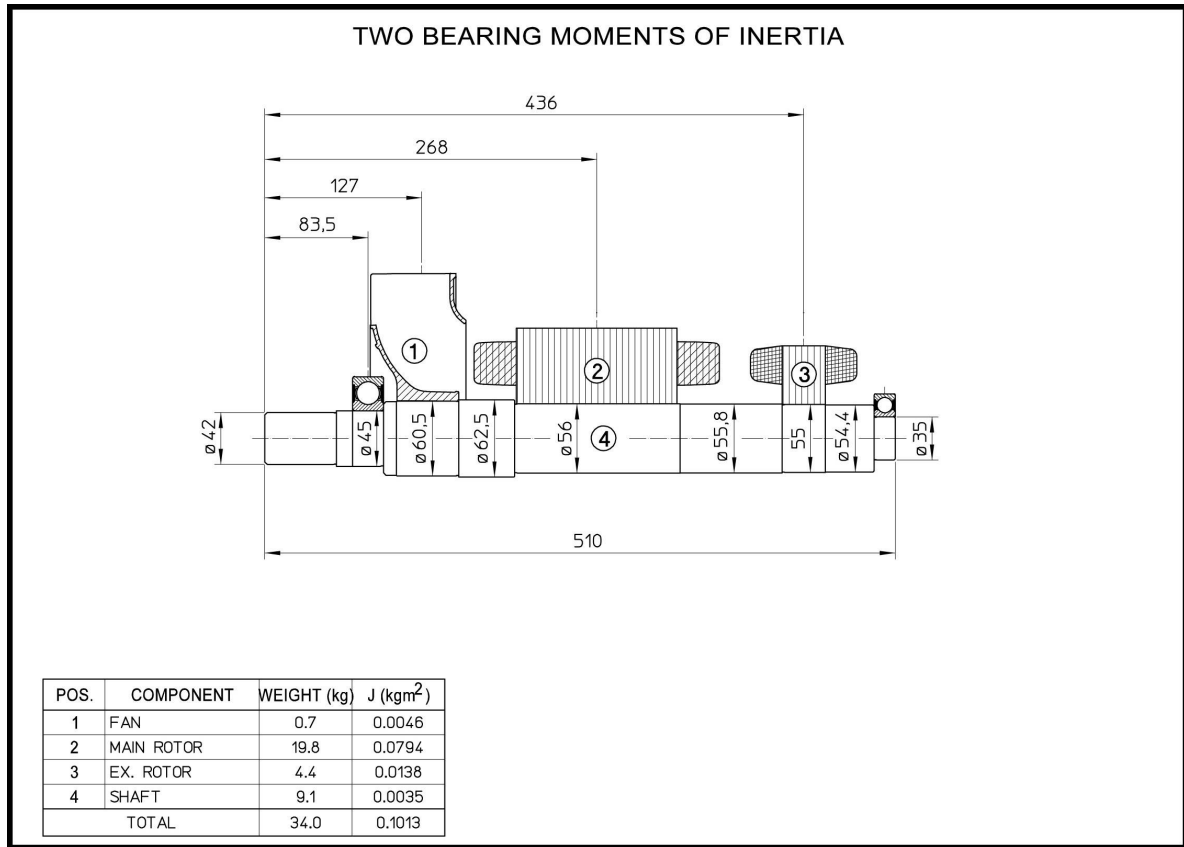 TWO BEARING MOMENTS OF INERTIA
436
268
127
83,5
1
2
3
ø42
ø45
ø60,5
ø62,5
ø56
4
ø55,8
55
ø54,4
ø35
510
POS. COMPONENT WEIGHT (kg) J (kgm²)
1 FAN 0.7 0.0046
2 MAIN ROTOR 19.8 0.0794
3 EX. ROTOR 4.4 0.0138
4 SHAFT 9.1 0.0035
TOTAL 34.0 0.1013